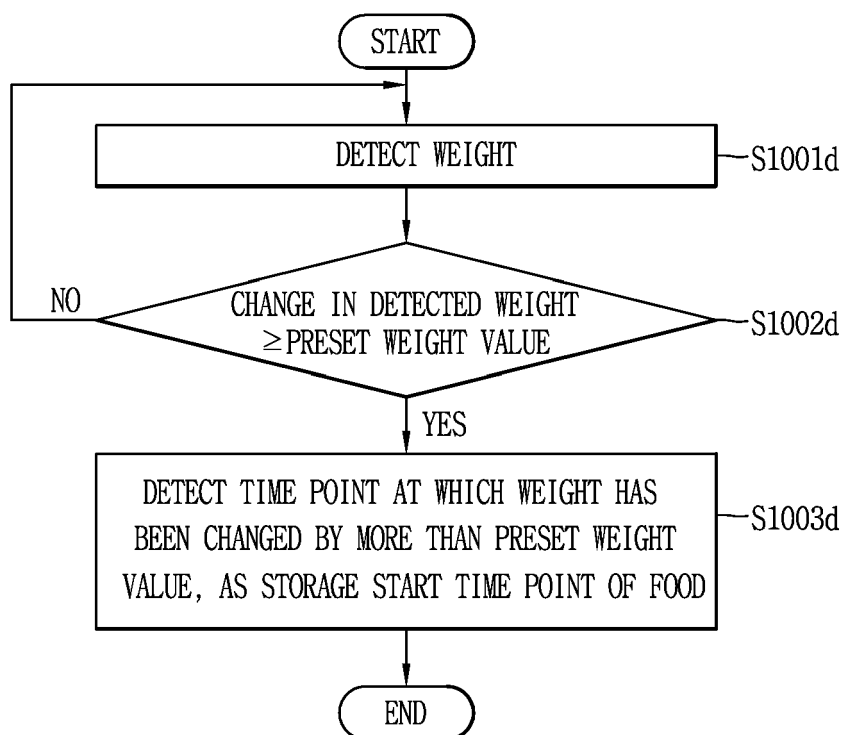 START
DETECT WEIGHT
S1001d
CHANGE IN DETECTED WEIGHT
≥PRESET WEIGHT VALUE
S1002d
NO
YES
DETECT TIME POINT AT WHICH WEIGHT HAS
BEEN CHANGED BY MORE THAN PRESET WEIGHT
VALUE, AS STORAGE START TIME POINT OF FOOD
S1003d
END